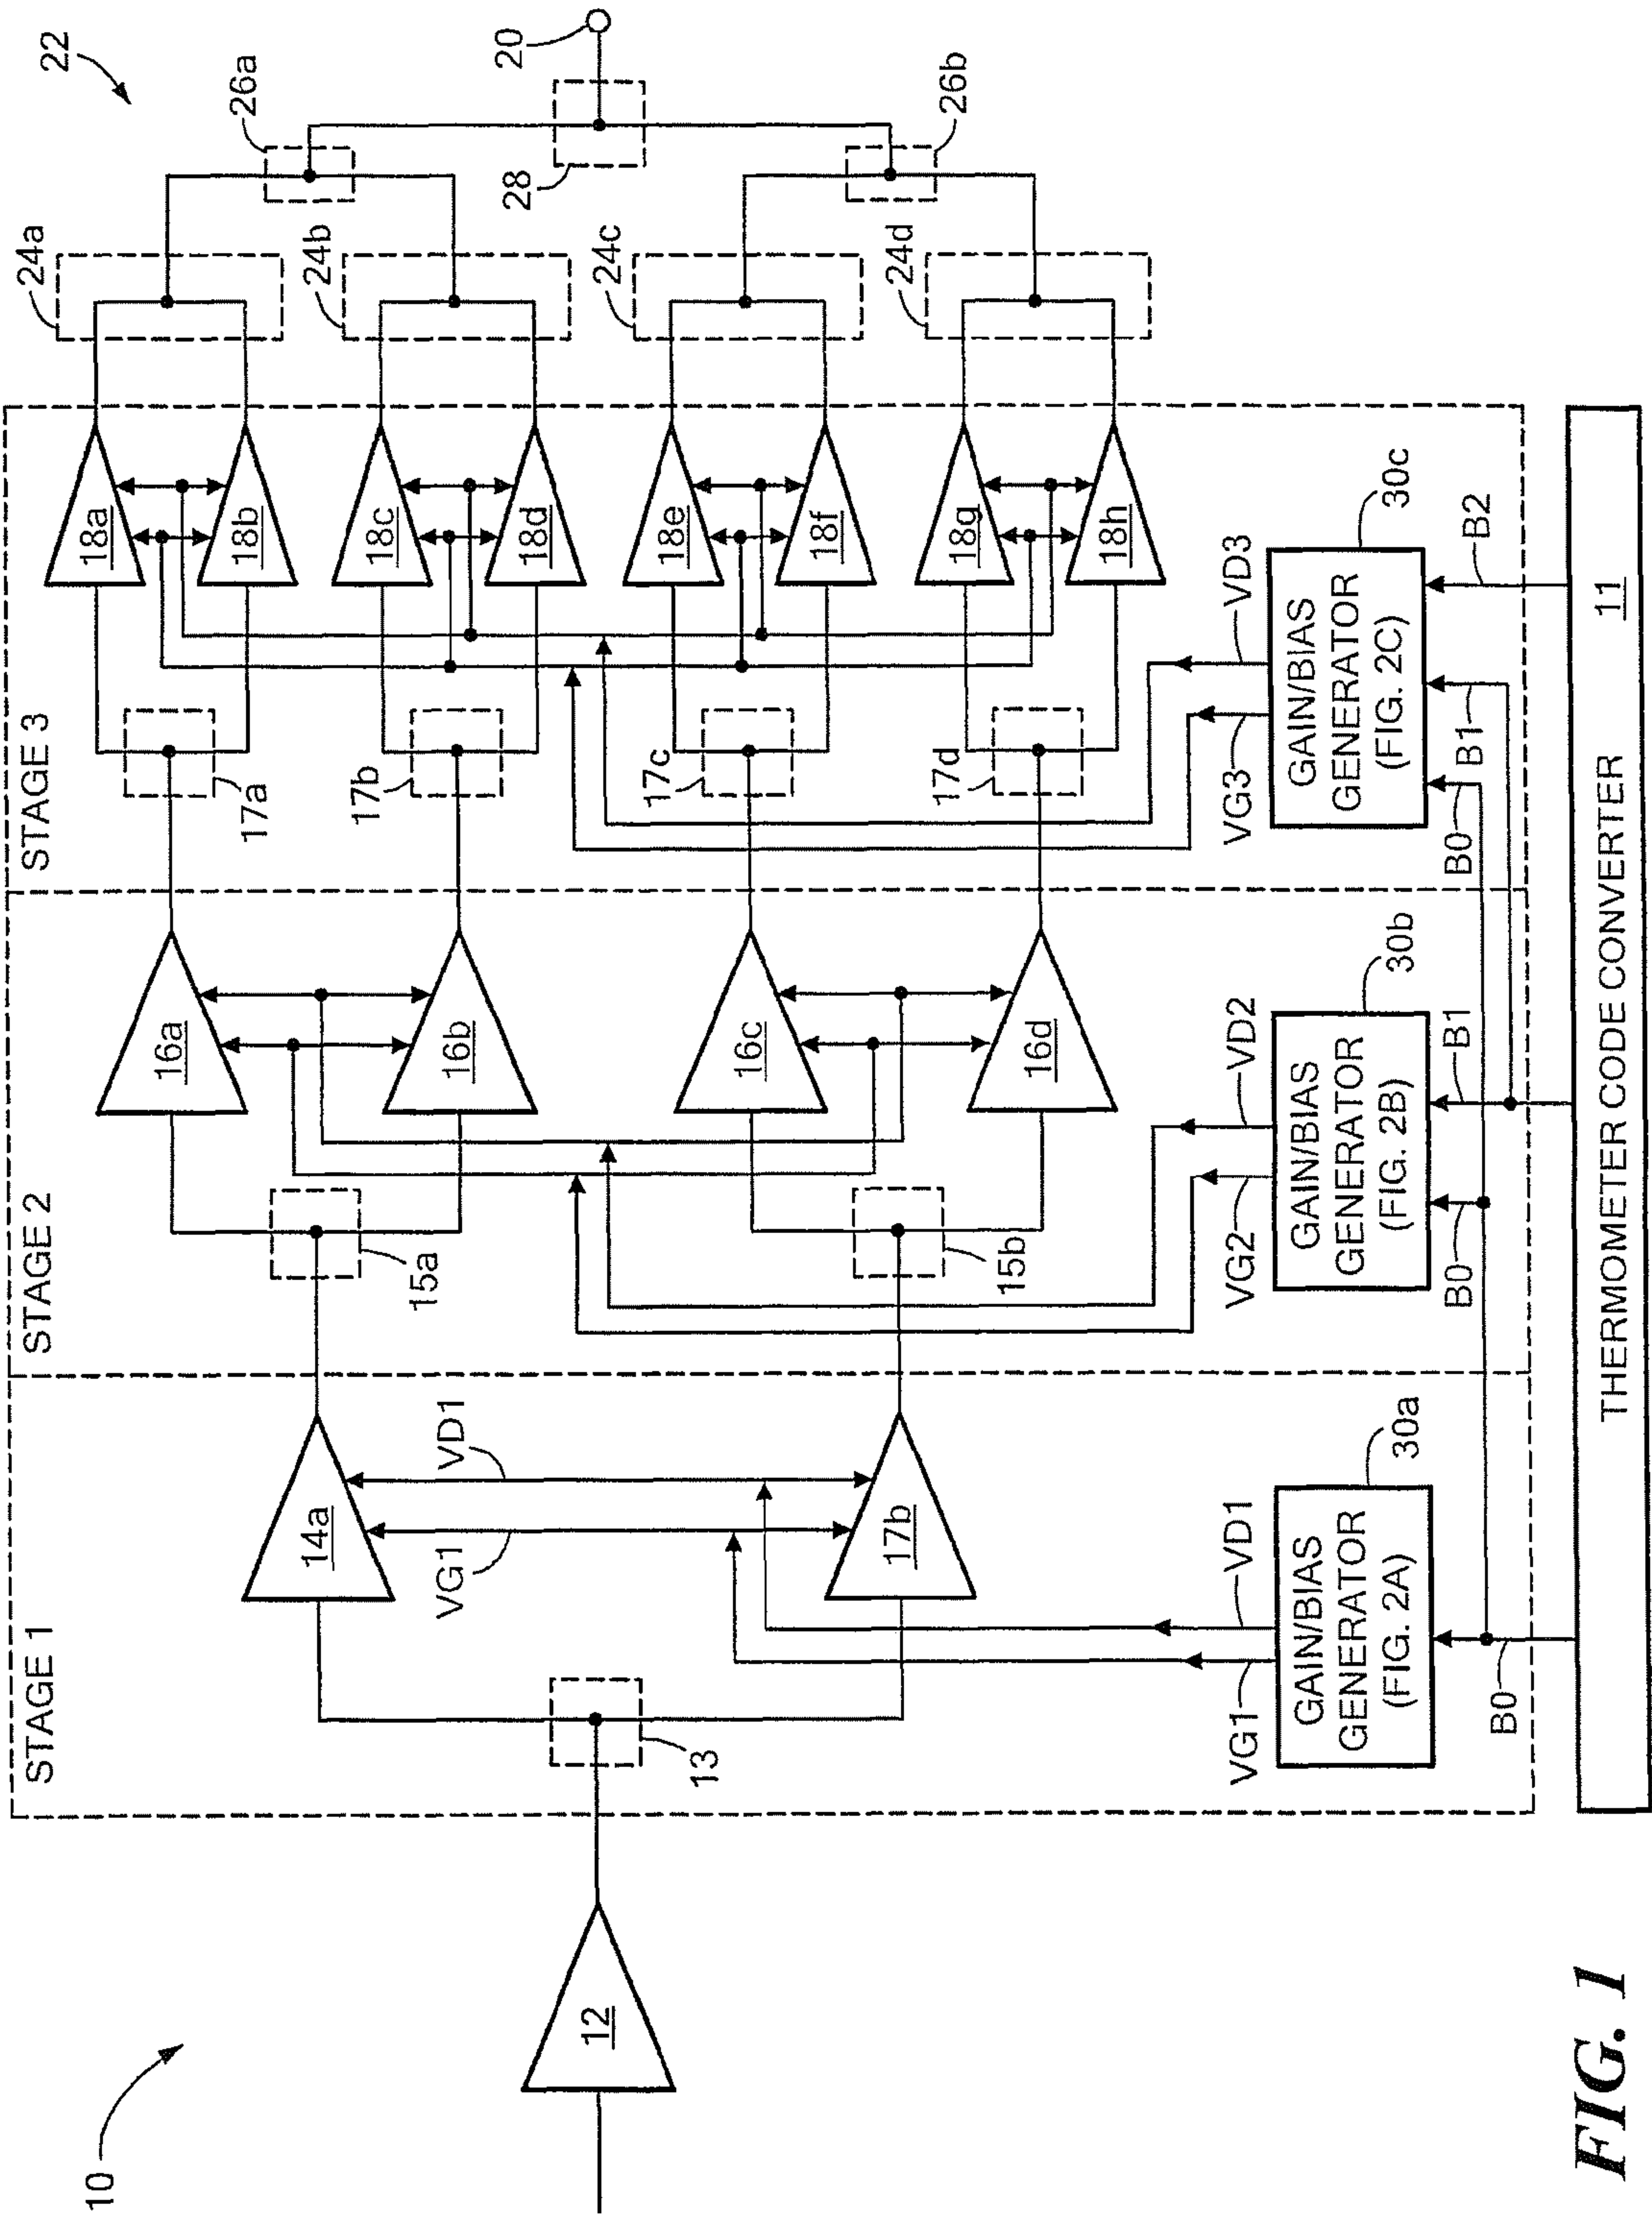 10
22
STAGE 1
STAGE 2
STAGE 3
12
13
14a
17b
VG1
VD1
VG1
VD1
15a
15b
16a
16b
16c
16d
VG2
VD2
17a
17b
17c
17d
18a
18b
18c
18d
18e
18f
18g
18h
VG3
VD3
24a
24b
24c
24d
26a
26b
28
20
GAIN/BIAS
GENERATOR
(FIG. 2A)
30a
GAIN/BIAS
GENERATOR
(FIG. 2B)
30b
GAIN/BIAS
GENERATOR
(FIG. 2C)
30c
B0
B0
B1
B0
B1
B2
THERMOMETER CODE CONVERTER 11
FIG. 1